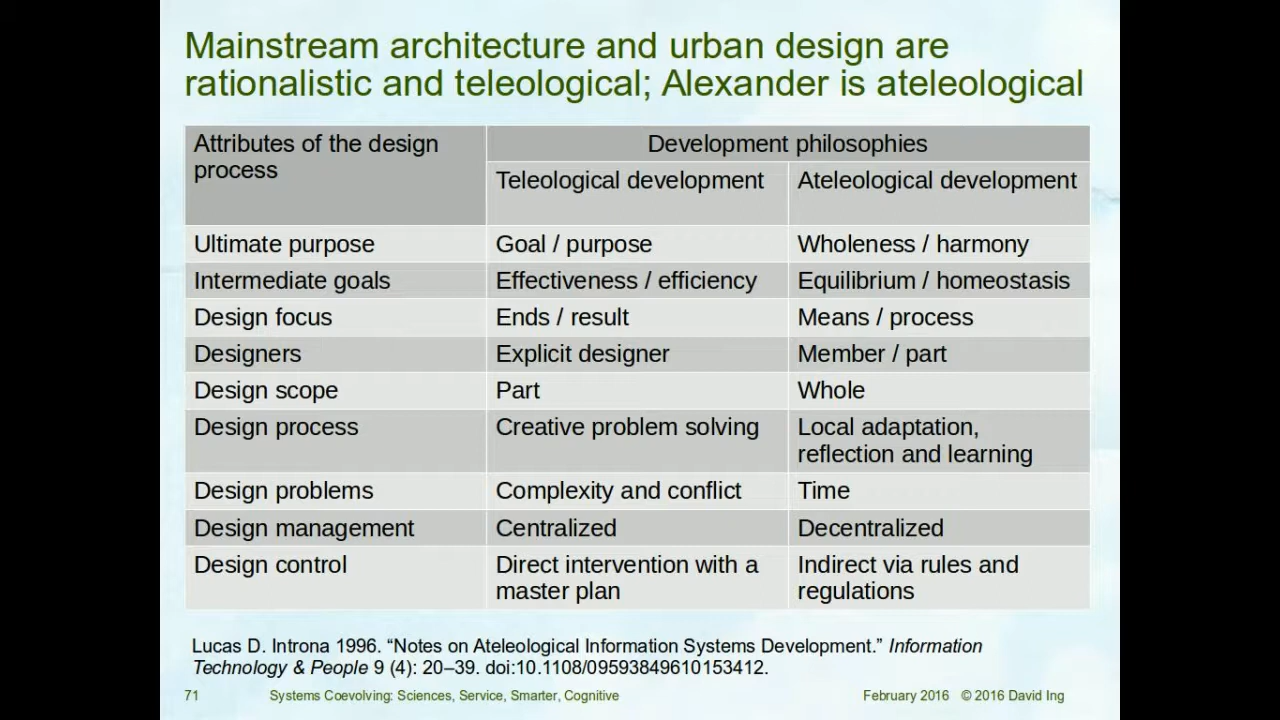 Mainstream architecture and urban design are
rationalistic and teleological; Alexander is ateleological
Attributes of the design
process
Development philosophies
Teleological development
Ateleological development
Ultimate purpose
Goal / purpose
Wholeness / harmony
Intermediate goals
Effectiveness / efficiency
Equilibrium / homeostasis
Design focus
Ends / result
Means / process
Designers
Explicit designer
Member / part
Design scope
Part
Whole
Design process
Creative problem solving
Local adaptation,
reflection and learning
Design problems
Complexity and conflict
Time
Design management
Centralized
Decentralized
Design control
Direct intervention with a
master plan
Indirect via rules and
regulations
Lucas D. Introna 1996. “Notes on Ateleological Information Systems Development.” Information
Technology & People 9 (4): 20–39. doi:10.1108/09593849610153412.
71
Systems Coevolving: Sciences, Service, Smarter, Cognitive
February 2016 © 2016 David Ing